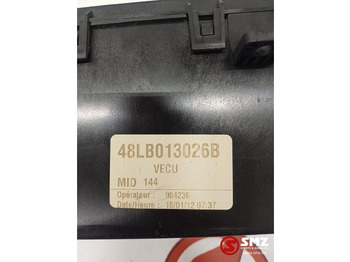 48LB013026B
VECU
MID 144
Opérateur : 964236
Date/Heure : 18/01/12 07:37
SMZ